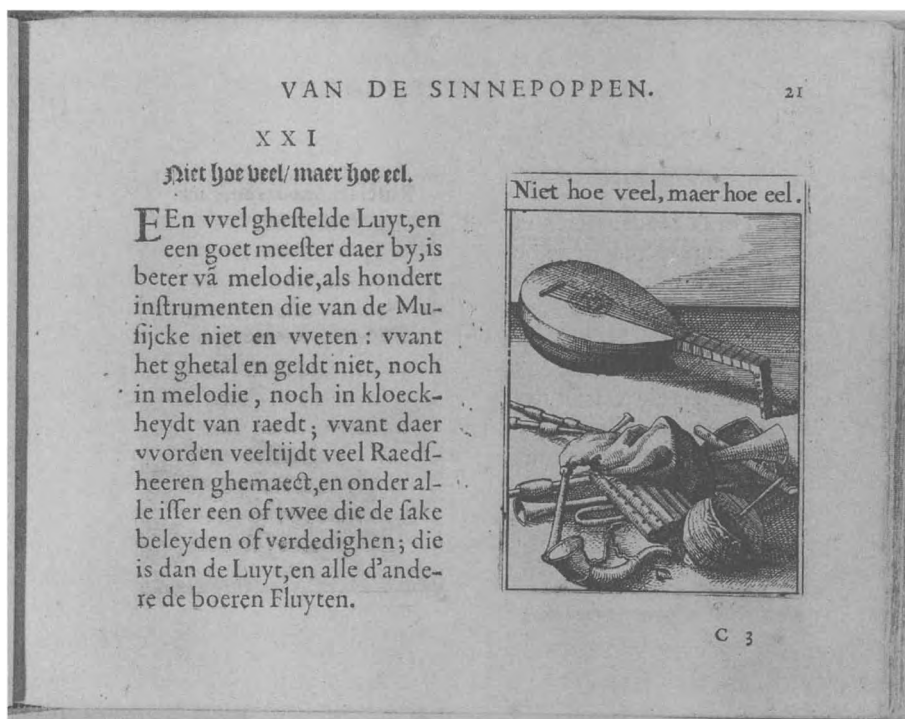 VAN DE SINNEPOPPEN. 21
XXI
Niet hoe veel/ maer hoe eel.
EEn vvel gheſtelde Luyt,en
een goet meeſter daer by,is
beter vã melodie,als hondert
inſtrumenten die van de Mu-
ſijcke niet en vveten : vvant
het ghetal en geldt niet, noch
in melodie , noch in kloeck-
heydt van raedt ; vvant daer
vvorden veeltijdt veel Raedſ-
heeren ghemaect,en onder al-
le iſſer een of twee die de ſake
beleyden of verdedighen; die
is dan de Luyt,en alle d'ande-
re de boeren Fluyten.
Niet hoe veel,maer hoe eel.
C 3